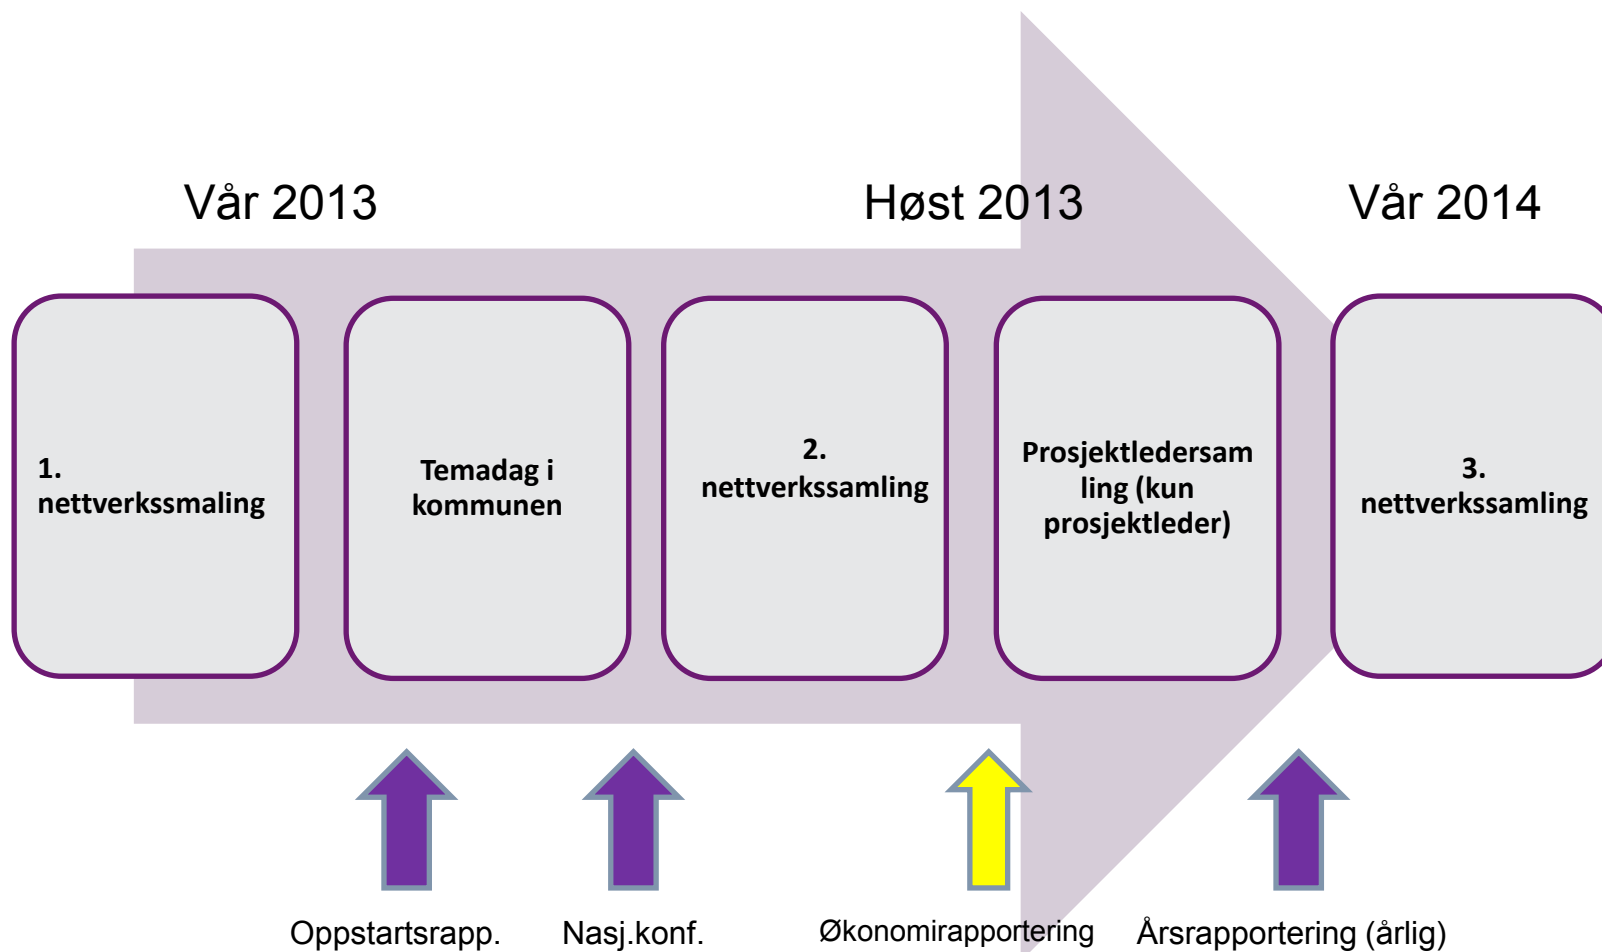 Vår 2013
Høst 2013
Vår 2014
1.
nettverkssmaling
Temadag i
kommunen
2.
nettverkssamling
Prosjektledersam
ling (kun
prosjektleder)
3.
nettverkssamling
Oppstartsrapp.
Nasj.konf.
Økonomirapportering
Årsrapportering (årlig)